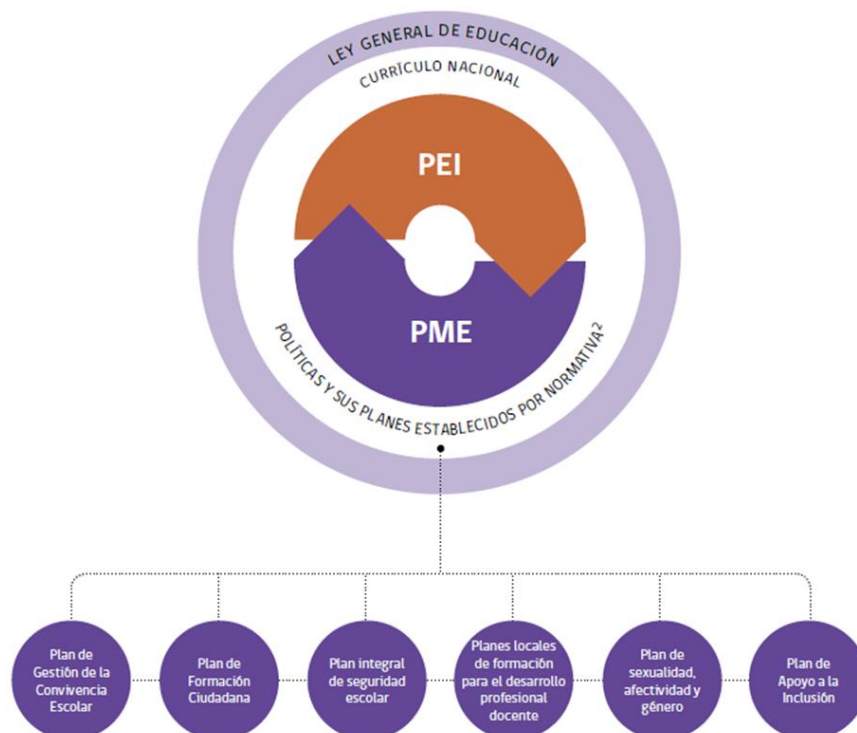 LEY GENERAL DE EDUCACIÓN
CURRÍCULO NACIONAL
PEI
PME
POLÍTICAS Y SUS PLANES ESTABLECIDOS POR NORMATIVA²
Plan de
Gestión de la
Convivencia
Escolar
Plan de
Formación
Ciudadana
Plan integral
de seguridad
escolar
Planes locales
de formación
para el desarrollo
profesional
docente
Plan de
sexualidad,
afectividad y
género
Plan de
Apoyo a la
Inclusión